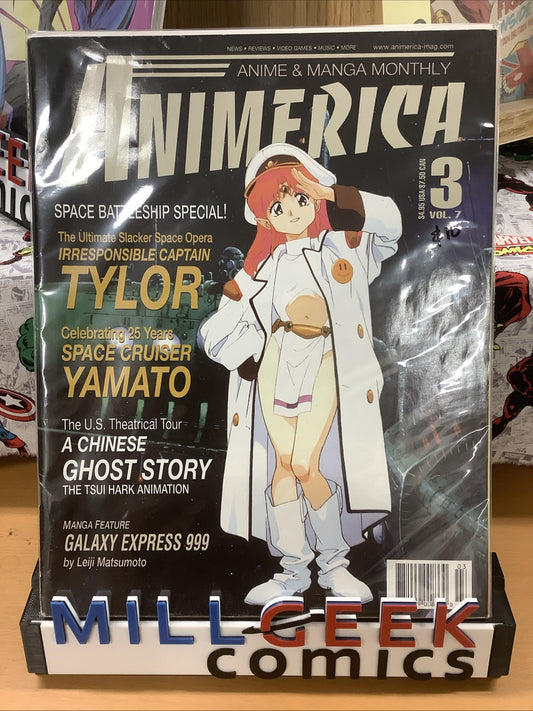 NEWS • REVIEWS • VIDEO GAMES • MUSIC • MORE
www.animerica-mag.com
ANIME & MANGA MONTHLY
ANIMERICA
3
VOL. 7
$4.95 USA/$7.50 CAN
SPACE BATTLESHIP SPECIAL!
The Ultimate Slacker Space Opera
IRRESPONSIBLE CAPTAIN
TYLOR
Celebrating 25 Years
SPACE CRUISER
YAMATO
The U.S. Theatrical Tour
A CHINESE
GHOST STORY
THE TSUI HARK ANIMATION
MANGA FEATURE
GALAXY EXPRESS 999
by Leiji Matsumoto
03
MILL GEEK
comics